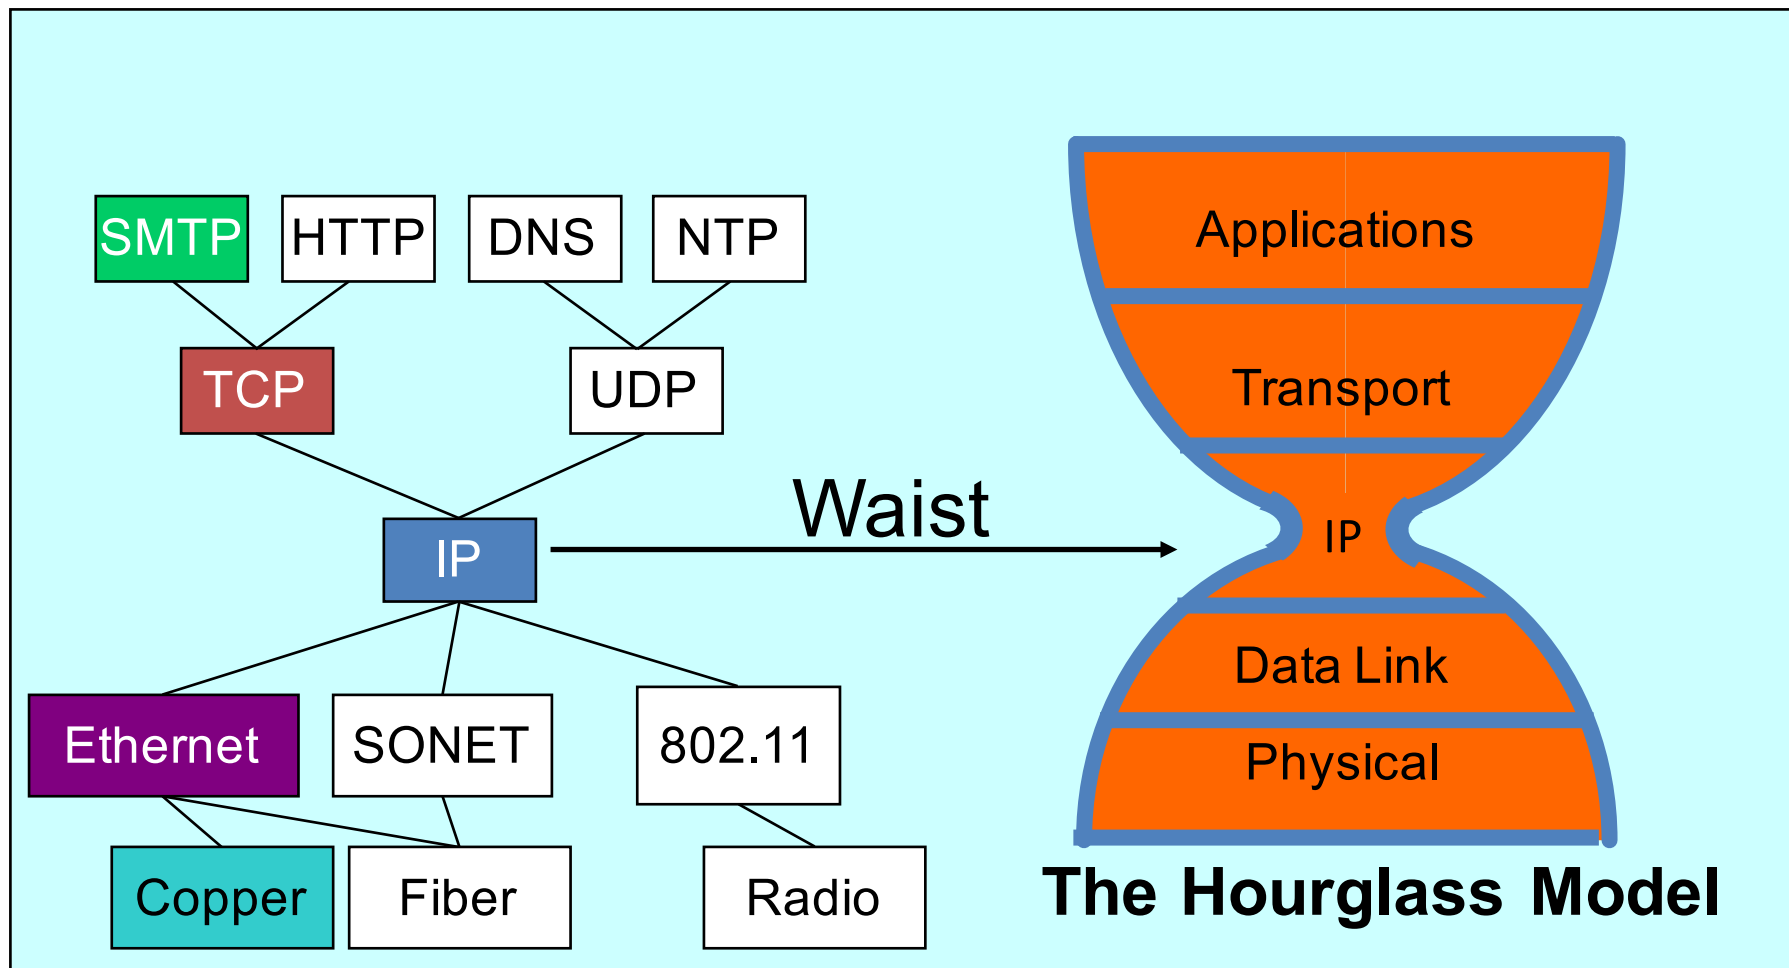 SMTP HTTP DNS NTP
TCP UDP
IP
Ethernet SONET 802.11
Copper Fiber Radio
Waist
Applications
Transport
IP
Data Link
Physical
The Hourglass Model